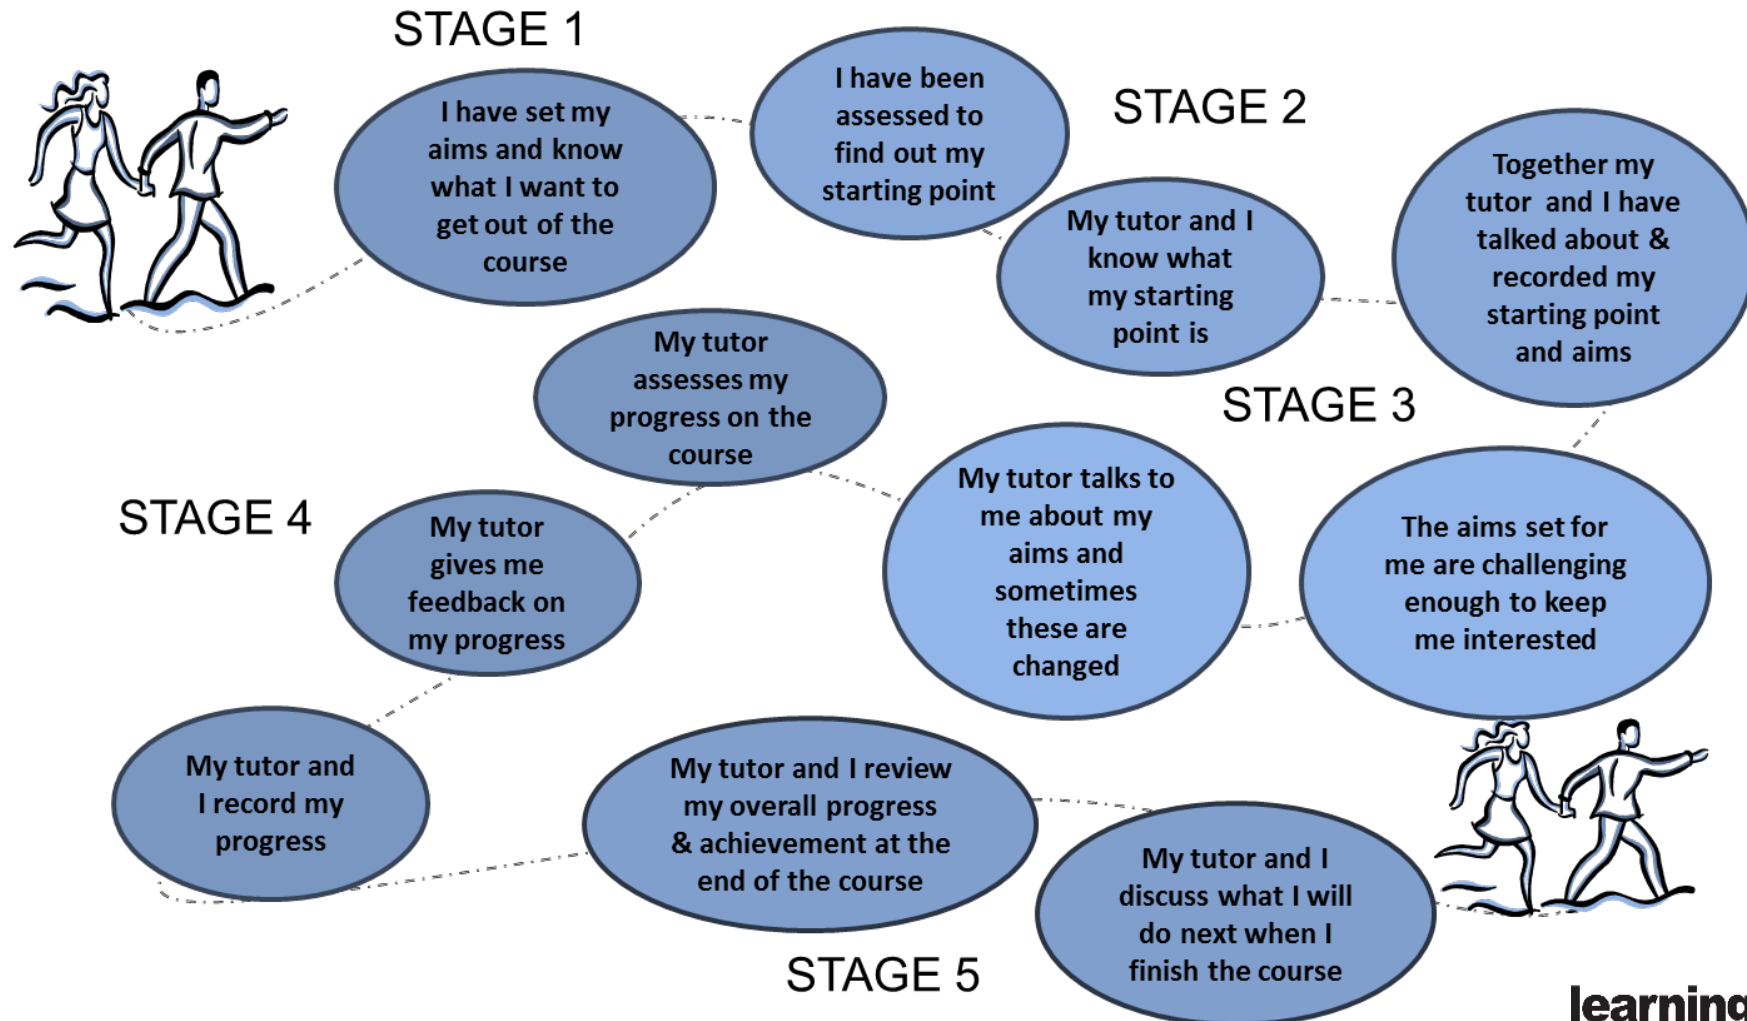 STAGE 1
I have set my
aims and know
what I want to
get out of the
course
I have been
assessed to
find out my
starting point
STAGE 2
My tutor and I
know what
my starting
point is
Together my
tutor and I have
talked about &
recorded my
starting point
and aims
STAGE 3
The aims set for
me are challenging
enough to keep
me interested
My tutor talks to
me about my
aims and
sometimes
these are
changed
My tutor
assesses my
progress on the
course
STAGE 4
My tutor
gives me
feedback on
my progress
My tutor and
I record my
progress
My tutor and I review
my overall progress
& achievement at the
end of the course
STAGE 5
My tutor and I
discuss what I will
do next when I
finish the course
learning